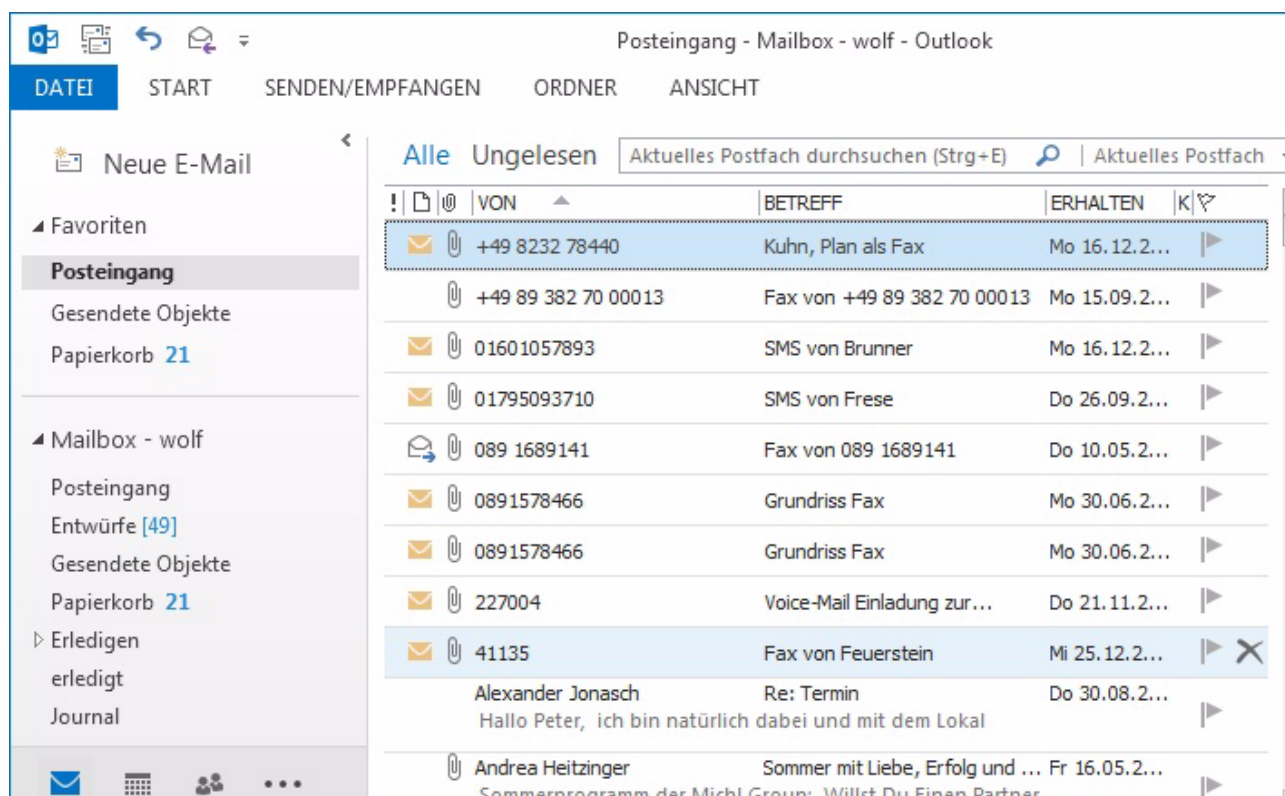 Posteingang - Mailbox - wolf - Outlook
DATEI START SENDEN/EMPFANGEN ORDNER ANSICHT
Neue E-Mail
Favoriten
Posteingang
Gesendete Objekte
Papierkorb 21
Mailbox - wolf
Posteingang
Entwürfe [49]
Gesendete Objekte
Papierkorb 21
Erledigen
erledigt
Journal
Alle Ungelesen Aktuelles Postfach durchsuchen (Strg+E) Aktuelles Postfach
! VON BETREFF ERHALTEN K
+49 8232 78440 Kuhn, Plan als Fax Mo 16.12.2...
+49 89 382 70 00013 Fax von +49 89 382 70 00013 Mo 15.09.2...
01601057893 SMS von Brunner Mo 16.12.2...
01795093710 SMS von Frese Do 26.09.2...
089 1689141 Fax von 089 1689141 Do 10.05.2...
0891578466 Grundriss Fax Mo 30.06.2...
0891578466 Grundriss Fax Mo 30.06.2...
227004 Voice-Mail Einladung zur... Do 21.11.2...
41135 Fax von Feuerstein Mi 25.12.2...
Alexander Jonasch Re: Termin Do 30.08.2...
Hallo Peter, ich bin natürlich dabei und mit dem Lokal
Andrea Heitzinger Sommer mit Liebe, Erfolg und ... Fr 16.05.2...
Sommerprogramm der Michl Group: Willst Du Einen Partner